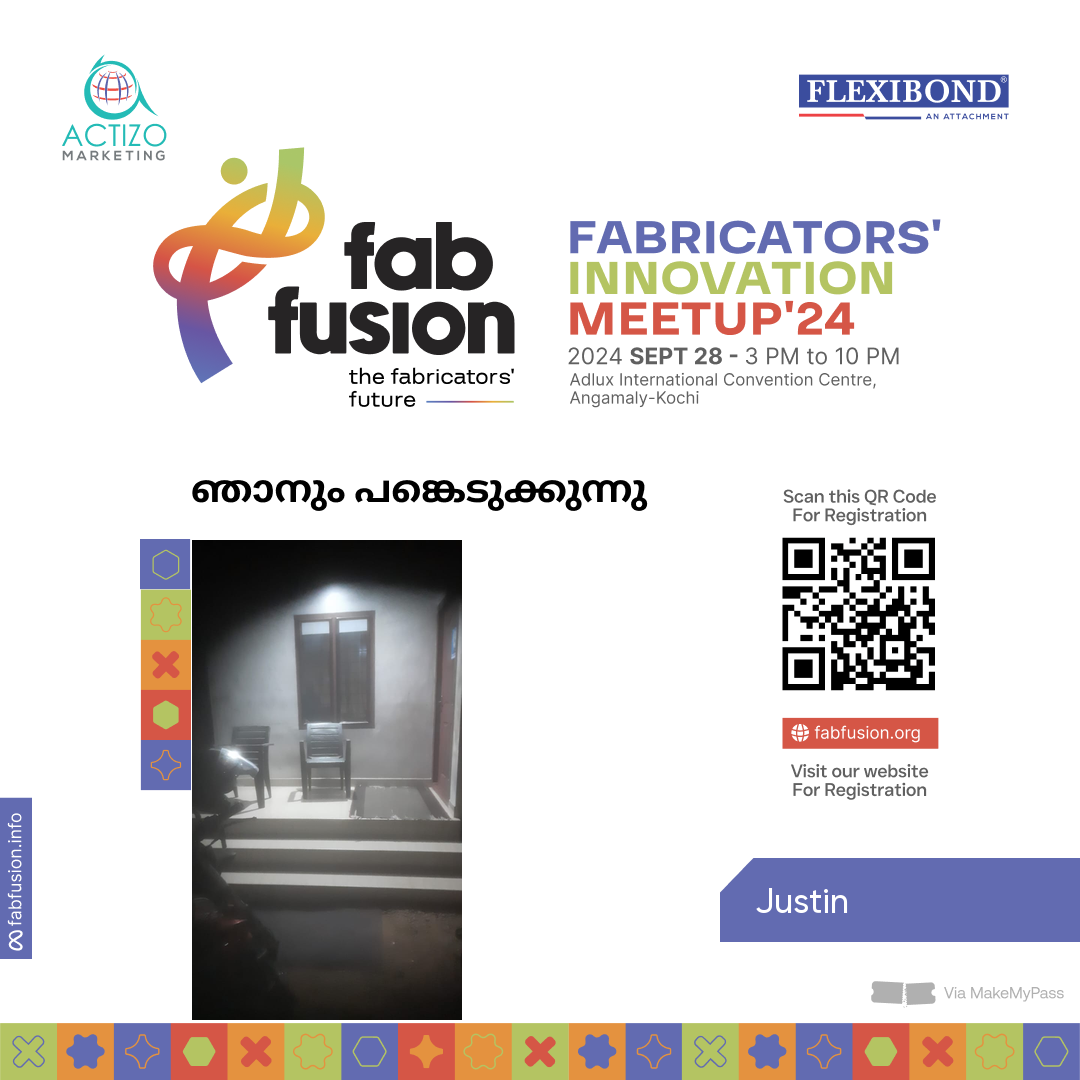 ACTIZO
MARKETING
FLEXIBOND®
AN ATTACHMENT
fab
fusion
the fabricators'
future
FABRICATORS'
INNOVATION
MEETUP'24
2024 SEPT 28 - 3 PM to 10 PM
Adlux International Convention Centre,
Angamaly-Kochi
ഞാനും പങ്കെടുക്കുന്നു
Scan this QR Code
For Registration
fabfusion.org
Visit our website
For Registration
fabfusion.info
Justin
Via MakeMyPass